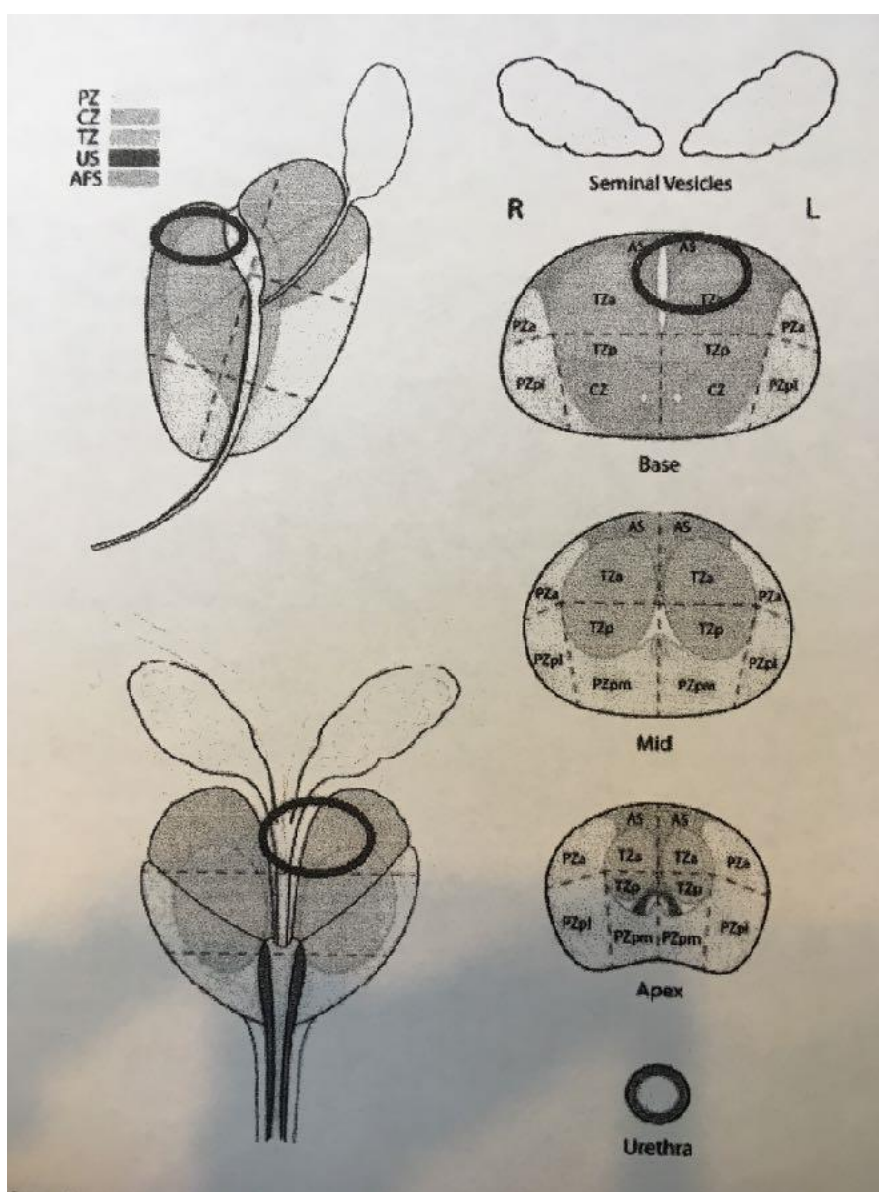 PZ
CZ
TZ
US
AFS
Seminal Vesicles
R L
AS AS
TZa TZa
PZa PZa
TZp TZp
PZpl CZ CZ PZpl
Base
AS AS
TZa TZa
PZa PZa
TZp TZp
PZpl PZpl
PZpm PZpm
Mid
AS AS
PZa TZa TZa PZa
TZp TZp
PZpl PZpm PZpm PZpl
Apex
Urethra